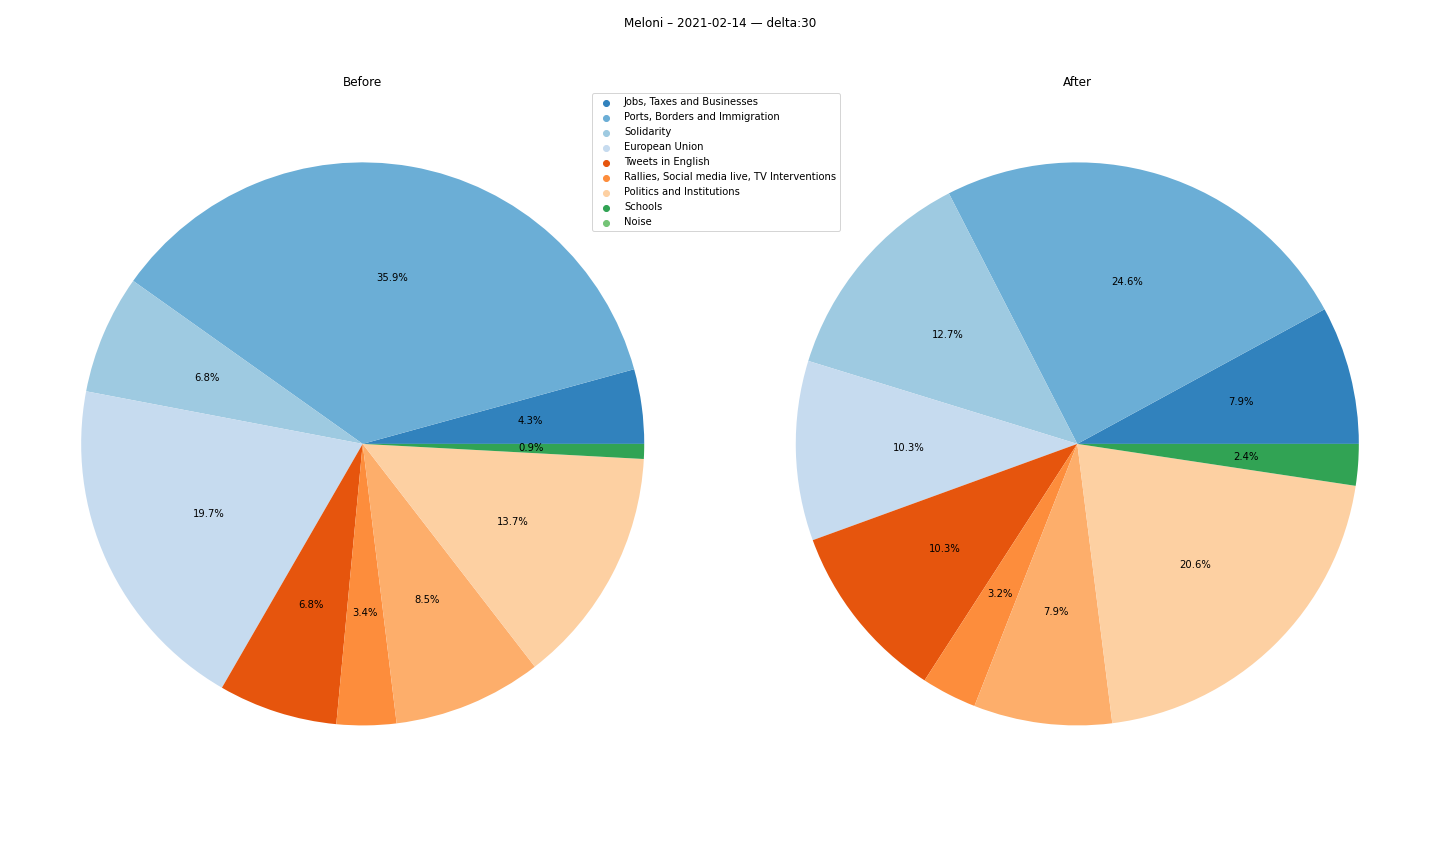 Meloni – 2021-02-14 — delta:30
Before
After
Jobs, Taxes and Businesses
Ports, Borders and Immigration
Solidarity
European Union
Tweets in English
Rallies, Social media live, TV Interventions
Politics and Institutions
Schools
Noise
35.9%
6.8%
4.3%
0.9%
19.7%
13.7%
6.8%
3.4%
8.5%
24.6%
12.7%
7.9%
10.3%
2.4%
10.3%
20.6%
3.2%
7.9%